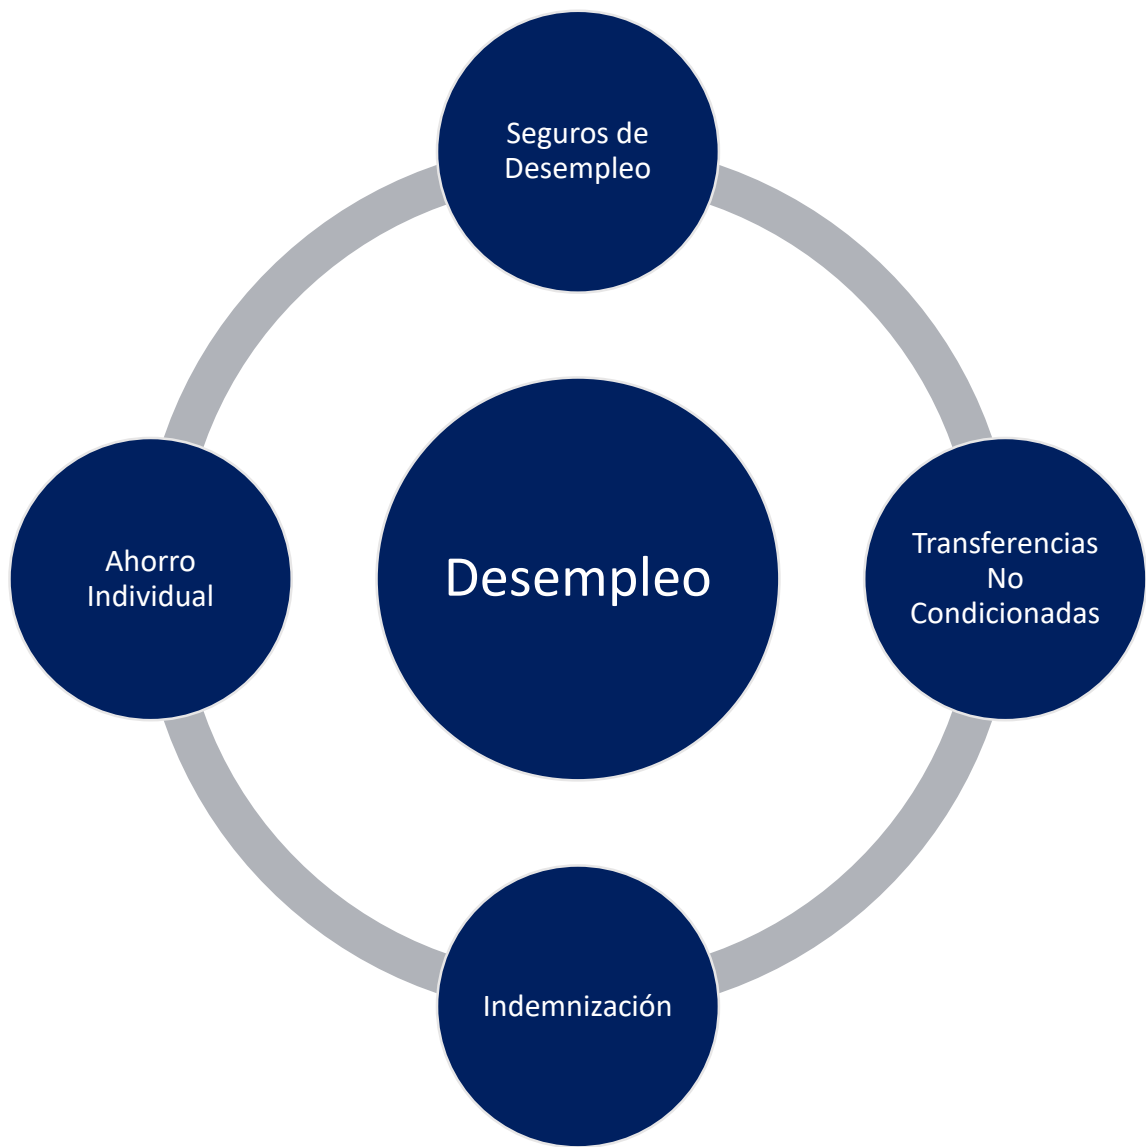 Seguros de
Desempleo
Ahorro
Individual
Desempleo
Transferencias
No
Condicionadas
Indemnización